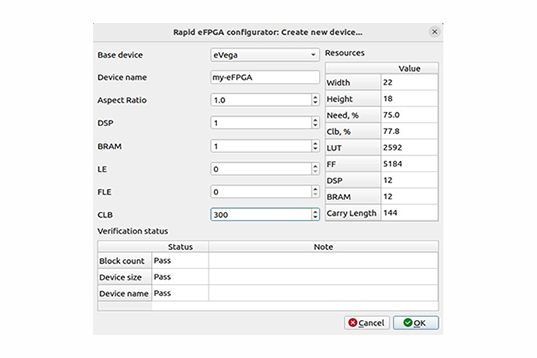 Rapid eFPGA configurator: Create new device...
Base device eVega
Device name my-eFPGA
Aspect Ratio 1.0
DSP 1
BRAM 1
LE 0
FLE 0
CLB 300
Resources
Value
Width 22
Height 18
Need, % 75.0
Clb, % 77.8
LUT 2592
FF 5184
DSP 12
BRAM 12
Carry Length 144
Verification status
Status Note
Block count Pass
Device size Pass
Device name Pass
Cancel OK